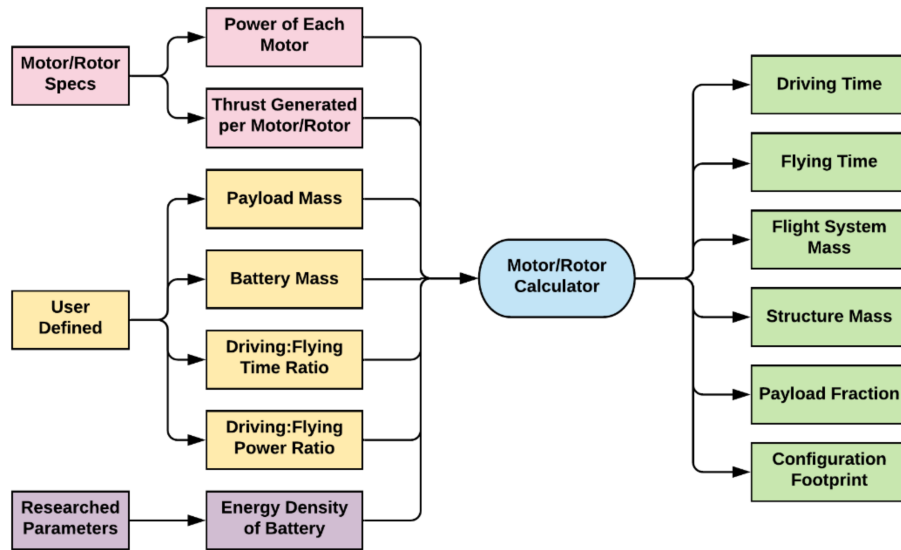 Motor/Rotor
Specs
User
Defined
Researched
Parameters
Power of Each
Motor
Thrust Generated
per Motor/Rotor
Payload Mass
Battery Mass
Driving:Flying
Time Ratio
Driving:Flying
Power Ratio
Energy Density
of Battery
Motor/Rotor
Calculator
Driving Time
Flying Time
Flight System
Mass
Structure Mass
Payload Fraction
Configuration
Footprint